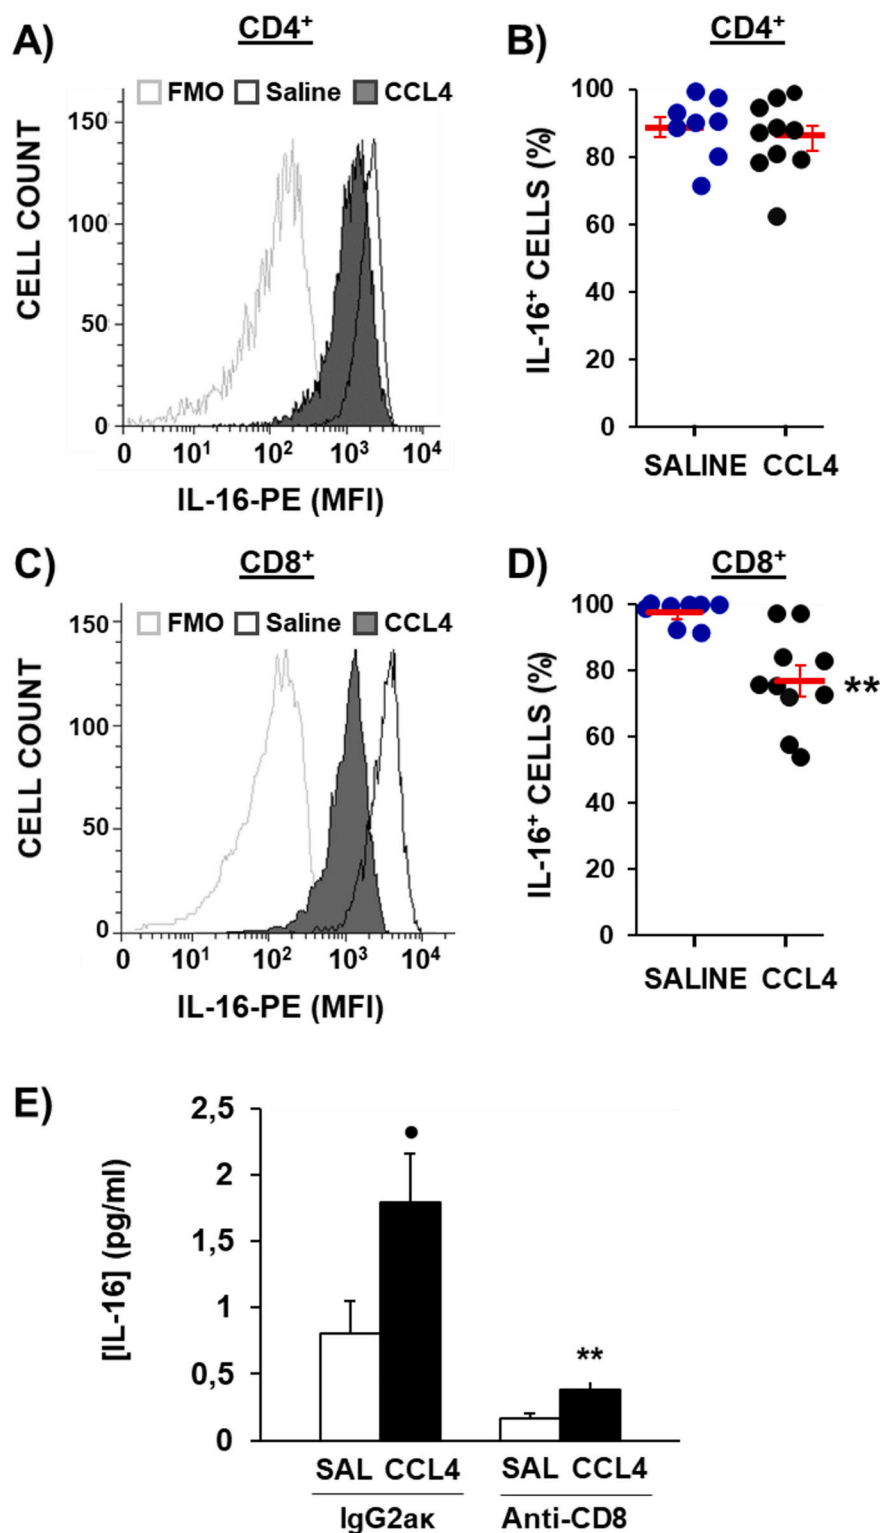 A)
CD4⁺
FMO Saline CCL4
CELL COUNT
150
100
50
0
0 10¹ 10² 10³ 10⁴
IL-16-PE (MFI)
B)
CD4⁺
IL-16⁺ CELLS (%)
100
80
60
40
20
0
SALINE CCL4
C)
CD8⁺
FMO Saline CCL4
CELL COUNT
150
100
50
0
0 10¹ 10² 10³ 10⁴
IL-16-PE (MFI)
D)
CD8⁺
IL-16⁺ CELLS (%)
100
80
60
40
20
0
**
SALINE CCL4
E)
[IL-16] (pg/ml)
2,5
2
1,5
1
0,5
0
**
SAL CCL4 SAL CCL4
IgG2aκ Anti-CD8